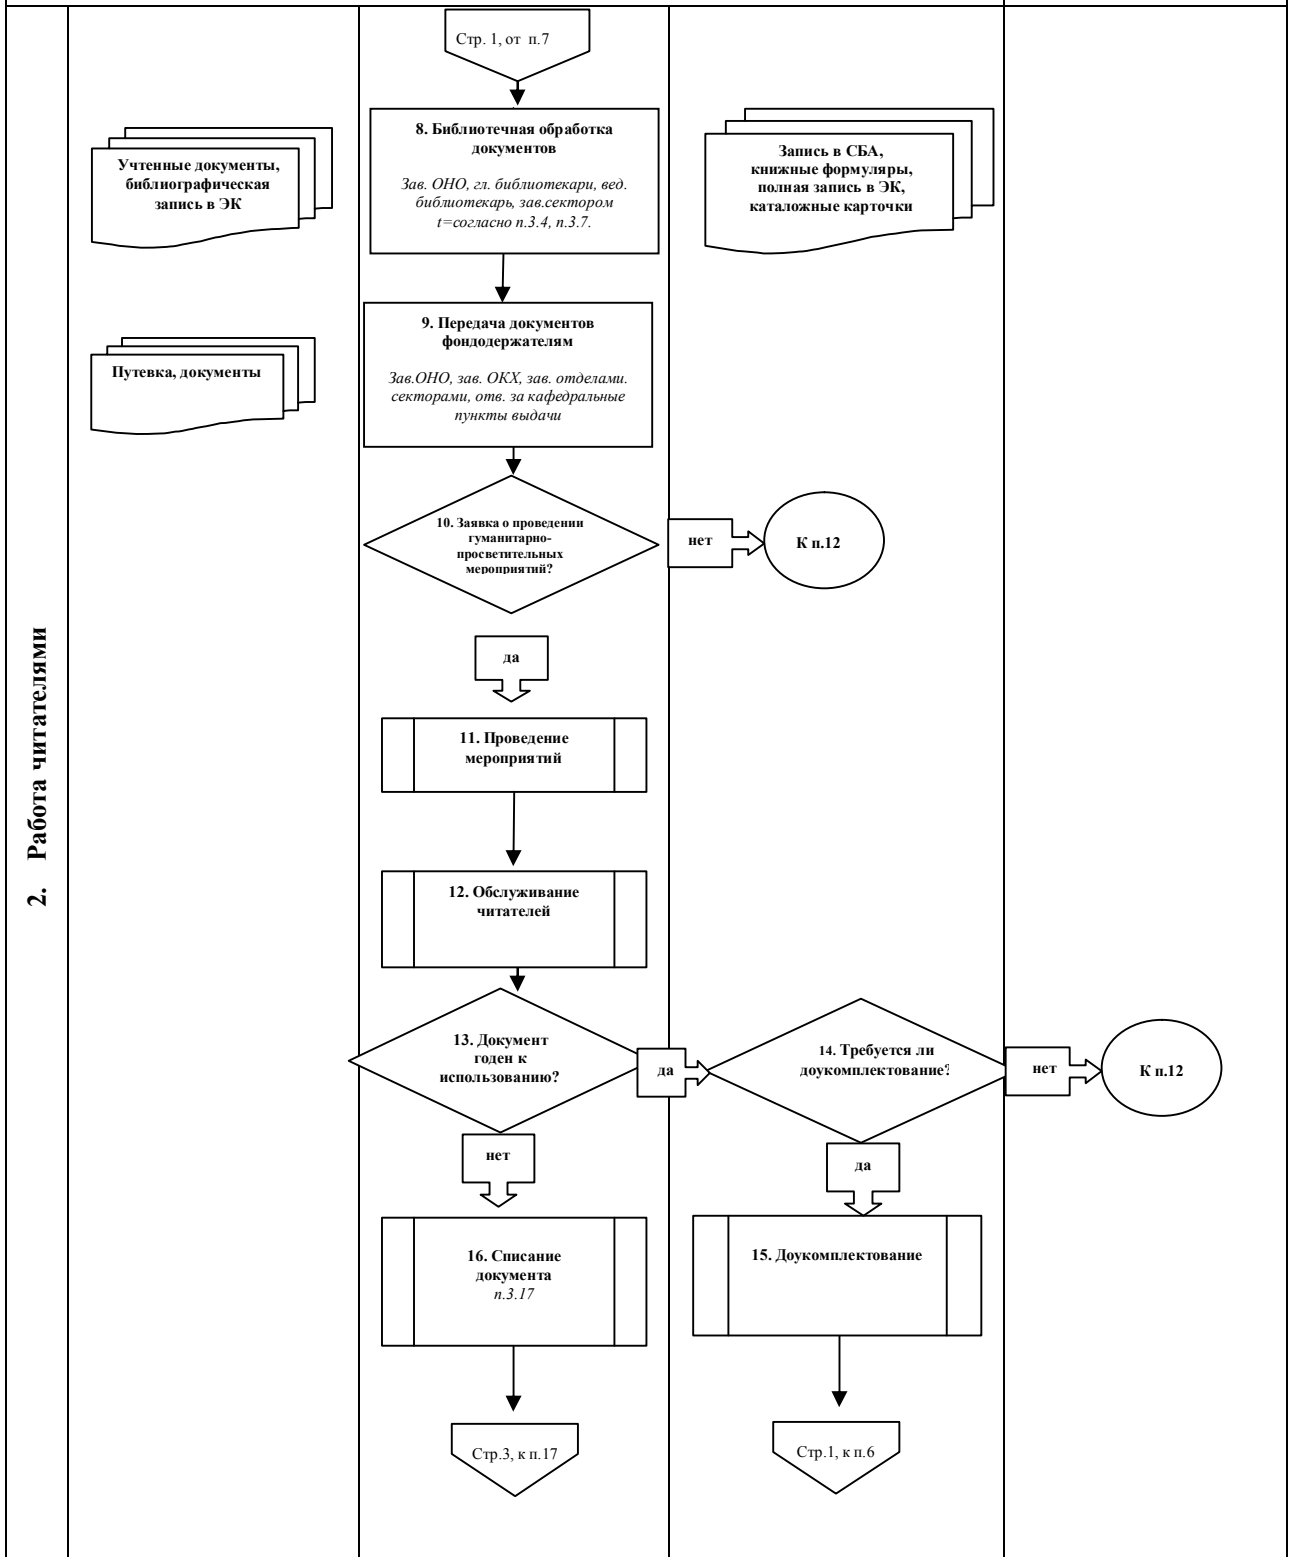 Стр. 1, от п.7
8. Библиотечная обработка
документов
Зав. ОНО, гл. библиотекари, вед.
библиотекарь, зав.сектором
t=согласно п.3.4, п.3.7.
Учтенные документы,
библиографическая
запись в ЭК
Запись в СБА,
книжные формуляры,
полная запись в ЭК,
каталожные карточки
9. Передача документов
фондодержателям
Зав.ОНО, зав. ОКХ, зав. отделами.
секторами, отв. за кафедральные
пункты выдачи
Путевка, документы
10. Заявка о проведении
гуманитарно-
просветительных
мероприятий?
нет
К п.12
да
11. Проведение
мероприятий
2. Работа читателями
12. Обслуживание
читателей
13. Документ
годен к
использованию?
да
14. Требуется ли
доукомплектование?
нет
К п.12
нет
да
16. Списание
документа
п.3.17
15. Доукомплектование
Стр.3, к п.17
Стр.1, к п.6